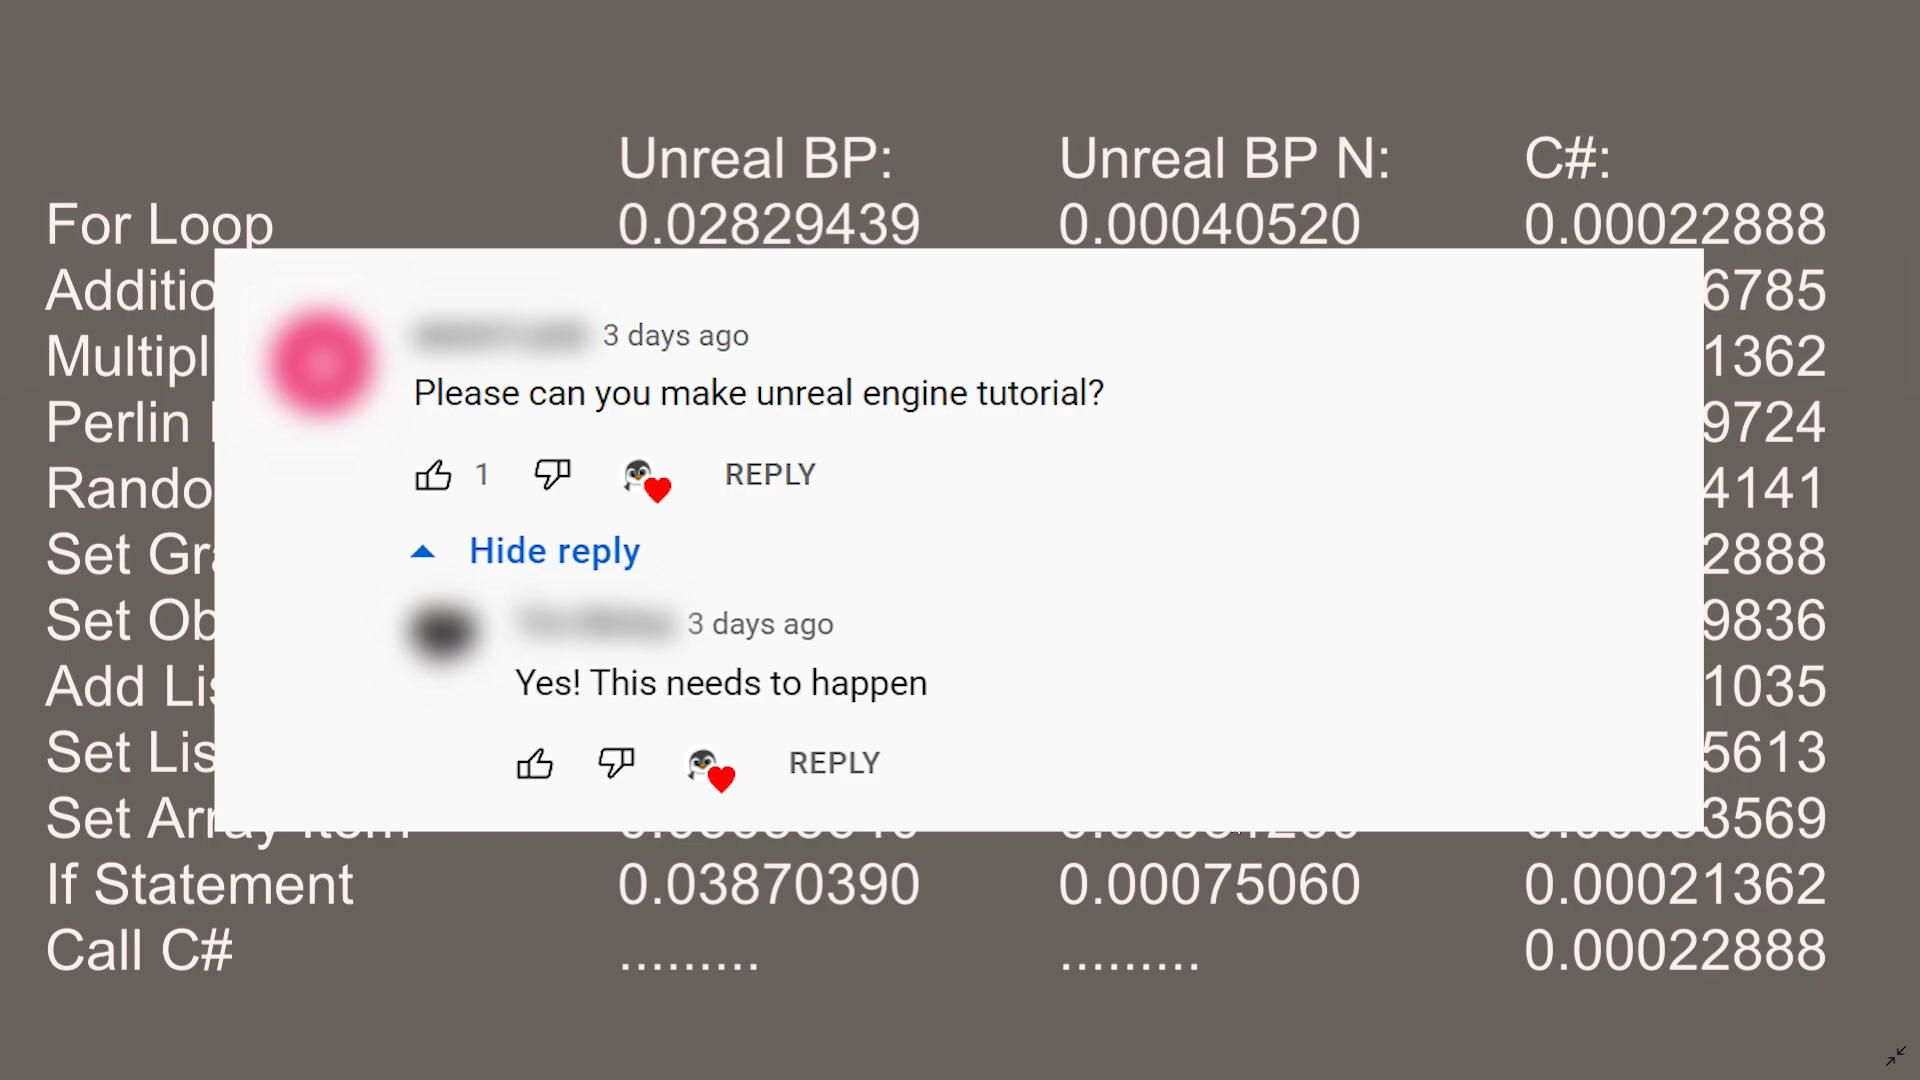 Unreal BP: Unreal BP N: C#:
For Loop 0.02829439 0.00040520 0.00022888
Additio 6785
Multipl 1362
Perlin 9724
Rando 4141
Set Gr 2888
Set Ob 9836
Add Lis 1035
Set Lis 5613
Set Array Item 3569
If Statement 0.03870390 0.00075060 0.00021362
Call C# ......... ......... 0.00022888
3 days ago
Please can you make unreal engine tutorial?
1 REPLY
Hide reply
3 days ago
Yes! This needs to happen
REPLY